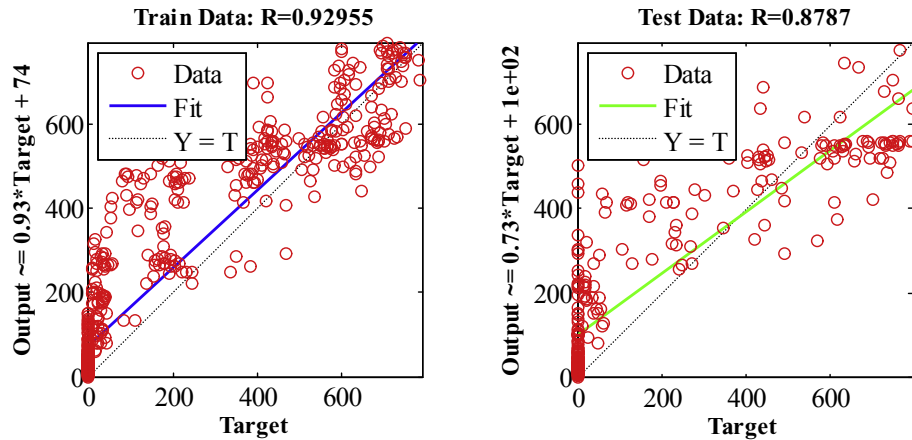 Train Data: R=0.92955
Output ~= 0.93*Target + 74
600
400
200
0
Data
Fit
Y = T
0
200
400
600
Target
Test Data: R=0.8787
Output ~= 0.73*Target + 1e+02
600
400
200
0
Data
Fit
Y = T
0
200
400
600
Target